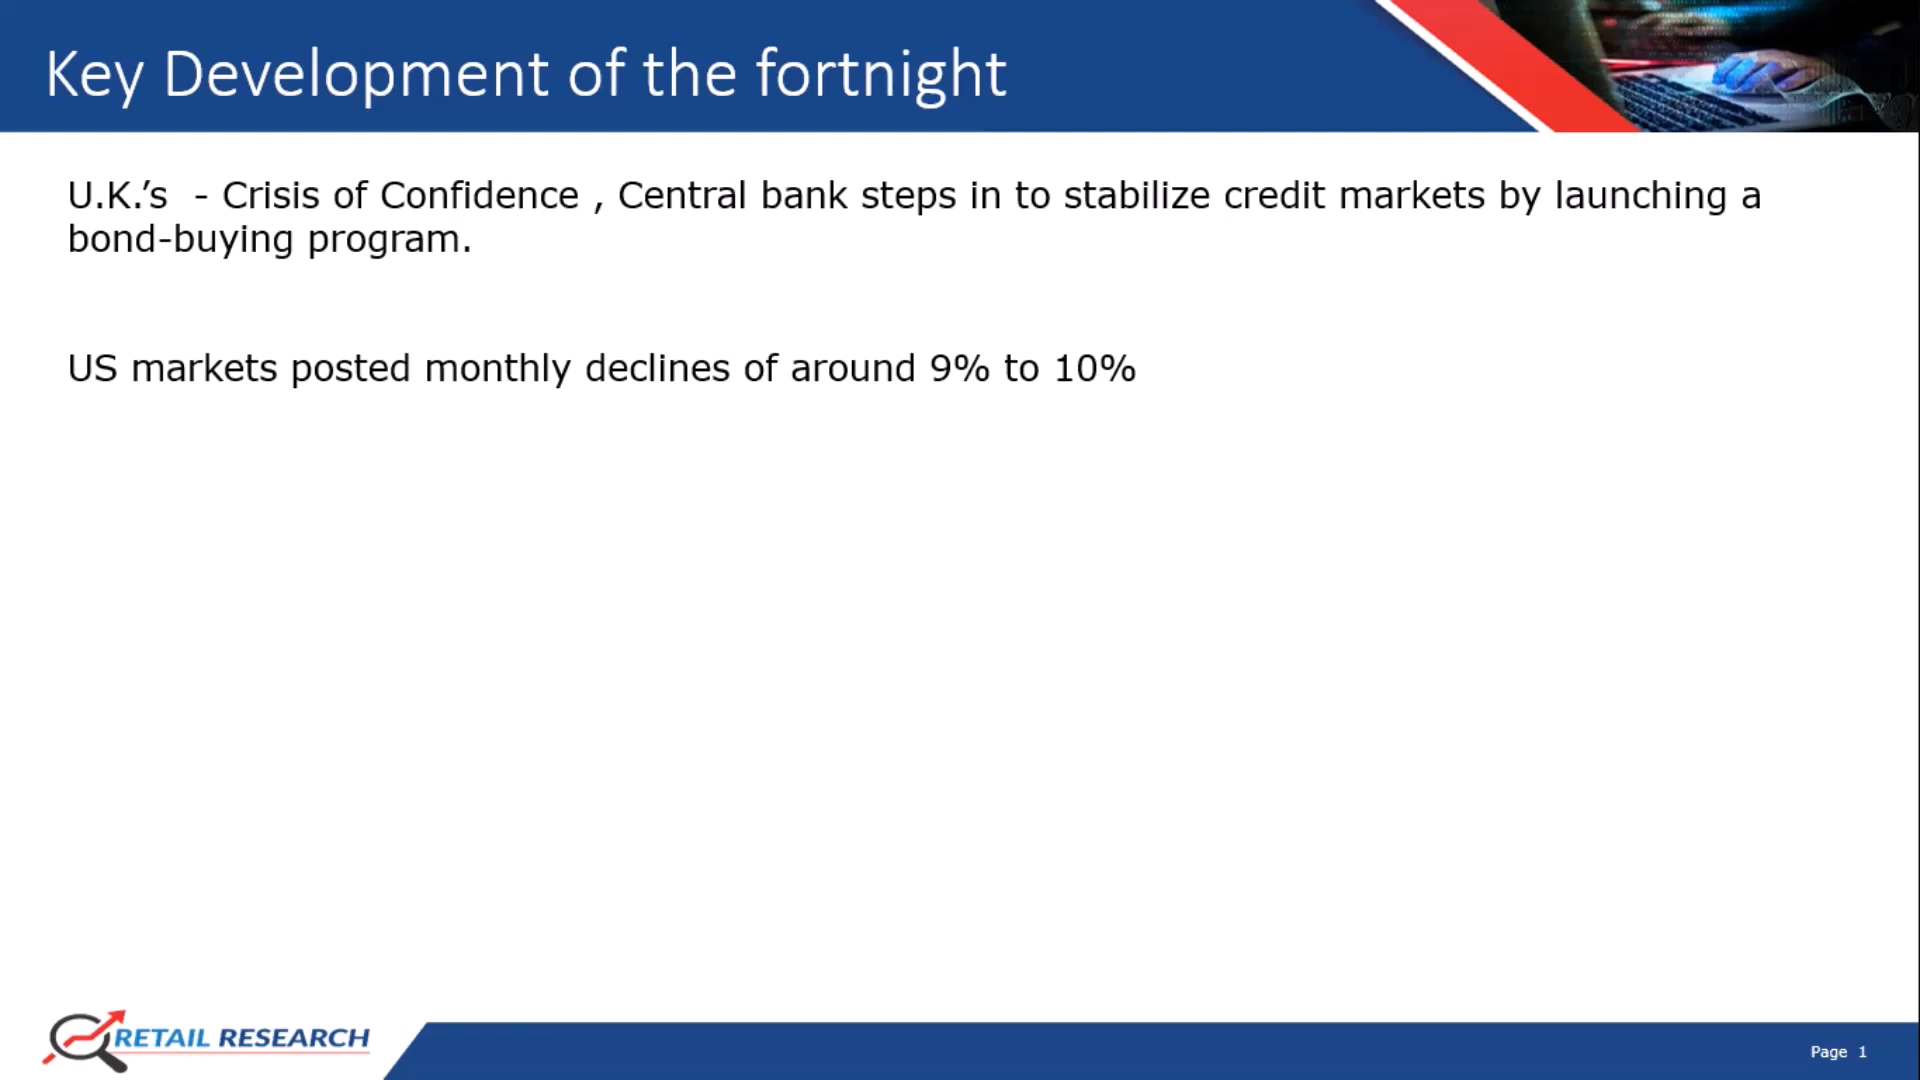 Key Development of the fortnight
U.K.’s  - Crisis of Confidence , Central bank steps in to stabilize credit markets by launching a
bond-buying program.
US markets posted monthly declines of around 9% to 10%
RETAIL RESEARCH
Page 1